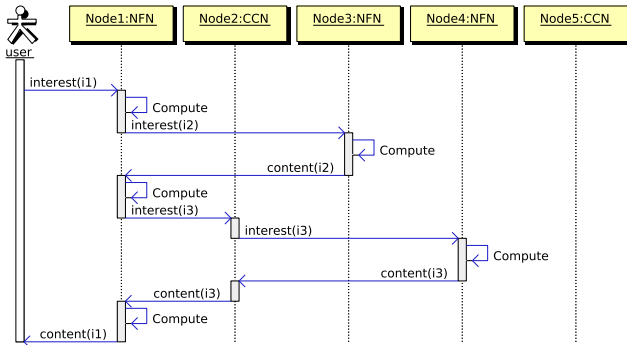 Node1:NFN Node2:CCN Node3:NFN Node4:NFN Node5:CCN
user
interest(i1)
Compute
interest(i2)
Compute
content(i2)
Compute
interest(i3)
interest(i3)
Compute
content(i3)
content(i3)
Compute
content(i1)